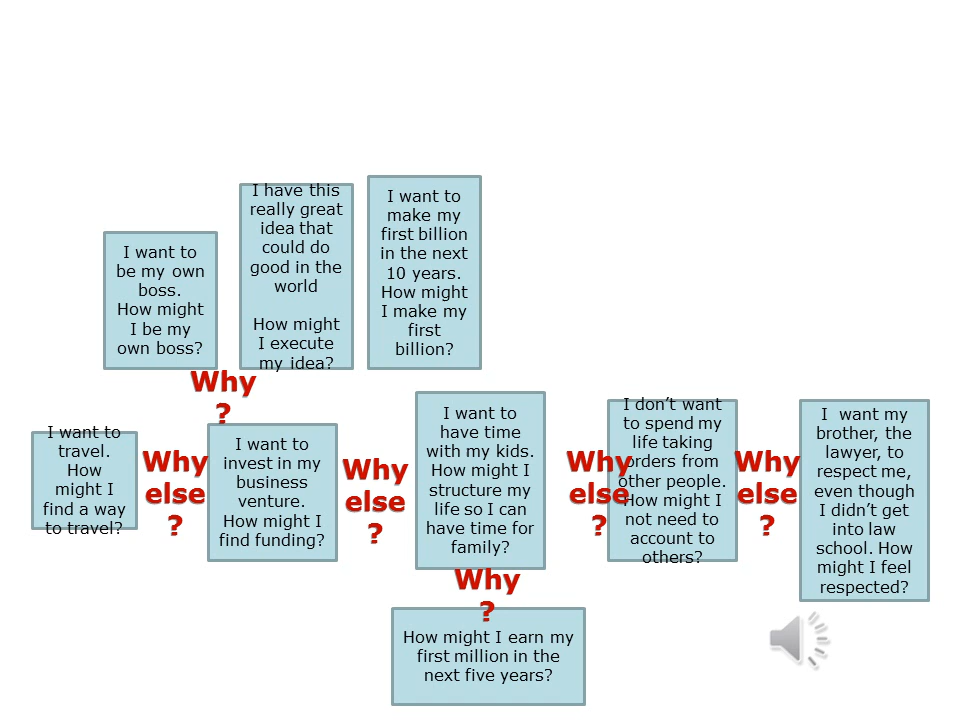 I want to
be my own
boss.
How might
I be my
own boss?
I have this
really great
idea that
could do
good in the
world
How might
I execute
my idea?
I want to
make my
first billion
in the next
10 years.
How might
I make my
first
billion?
Why
?
I want to
travel.
How
might I
find a way
to travel?
Why
else
?
I want to
invest in my
business
venture.
How might I
find funding?
Why
else
?
I want to
have time
with my kids.
How might I
structure my
life so I can
have time for
family?
Why
else
?
I don’t want
to spend my
life taking
orders from
other people.
How might I
not need to
account to
others?
Why
else
?
I want my
brother, the
lawyer, to
respect me,
even though
I didn’t get
into law
school. How
might I feel
respected?
Why
?
How might I earn my
first million in the
next five years?